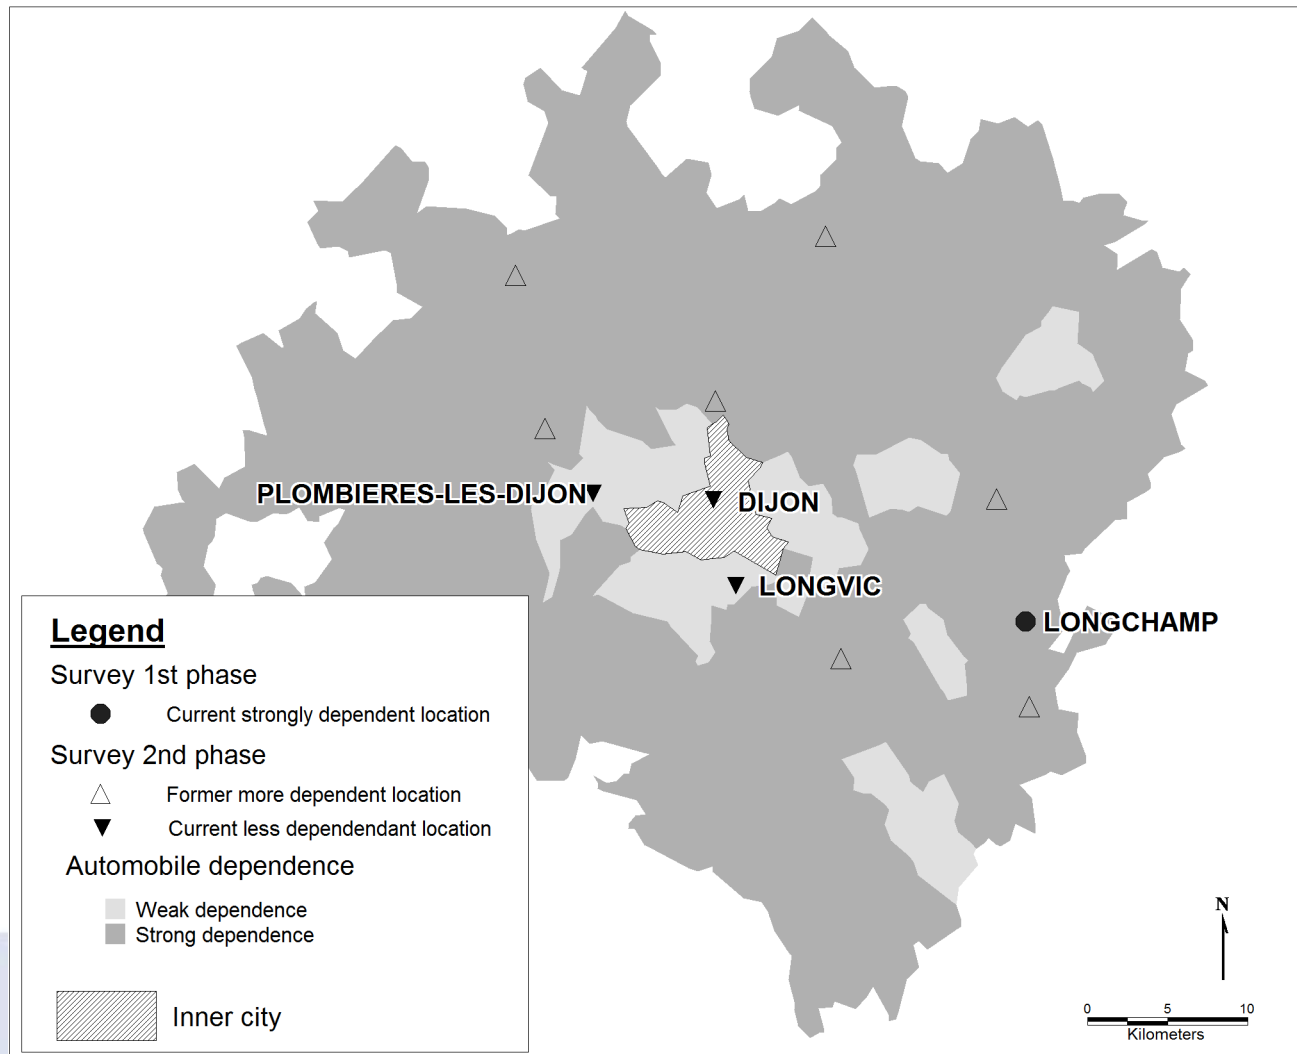 PLOMBIERES-LES-DIJON
DIJON
LONGVIC
LONGCHAMP
Legend
Survey 1st phase
Current strongly dependent location
Survey 2nd phase
Former more dependent location
Current less dependendant location
Automobile dependence
Weak dependence
Strong dependence
Inner city
N
0 5 10
Kilometers